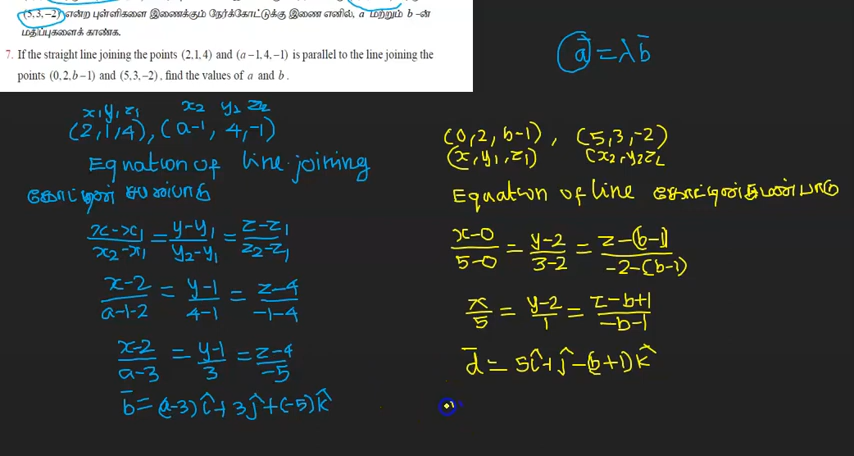 (5,3,−2) என்ற புள்ளிகளை இணைக்கும் நேர்க்கோட்டுக்கு இணை எனில், a மற்றும் b -ன்
மதிப்புகளைக் காண்க.
7. If the straight line joining the points (2,1,4) and (a−1,4,−1) is parallel to the line joining the
points (0,2,b−1) and (5,3,−2), find the values of a and b .
a̅ = λb̅
x₁ y₁ z₁ x₂ y₂ z₂
(2,1,4), (a-1, 4,-1)
Equation of line joining
கோட்டின் சமன்பாடு
x-x₁/x₂-x₁ = y-y₁/y₂-y₁ = z-z₁/z₂-z₁
x-2/a-1-2 = y-1/4-1 = z-4/-1-4
x-2/a-3 = y-1/3 = z-4/-5
b̅ = (a-3)î + 3ĵ + (-5)k̂
(0,2, b-1), (5,3,-2)
(x,y₁,z₁) (x₂,y₂z₂
Equation of line கோட்டின் சமன்பாடு
x-0/5-0 = y-2/3-2 = z-(b-1)/-2-(b-1)
x/5 = y-2/1 = z-b+1/-b-1
d̅ = 5î + ĵ - (b+1)k̂